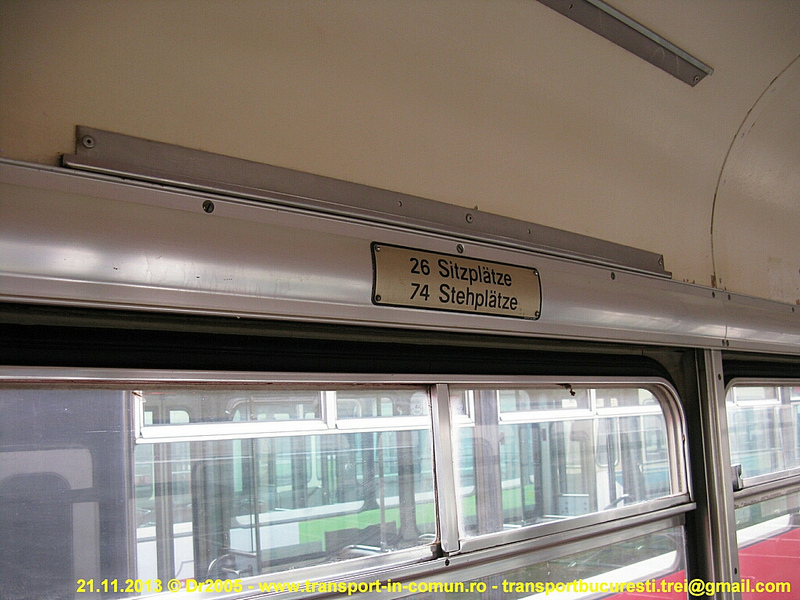 26 Sitzplätze
74 Stehplätze
21.11.2013 © Dr2005 - www.transport-in-comun.ro - transportbucuresti.trei@gmail.com